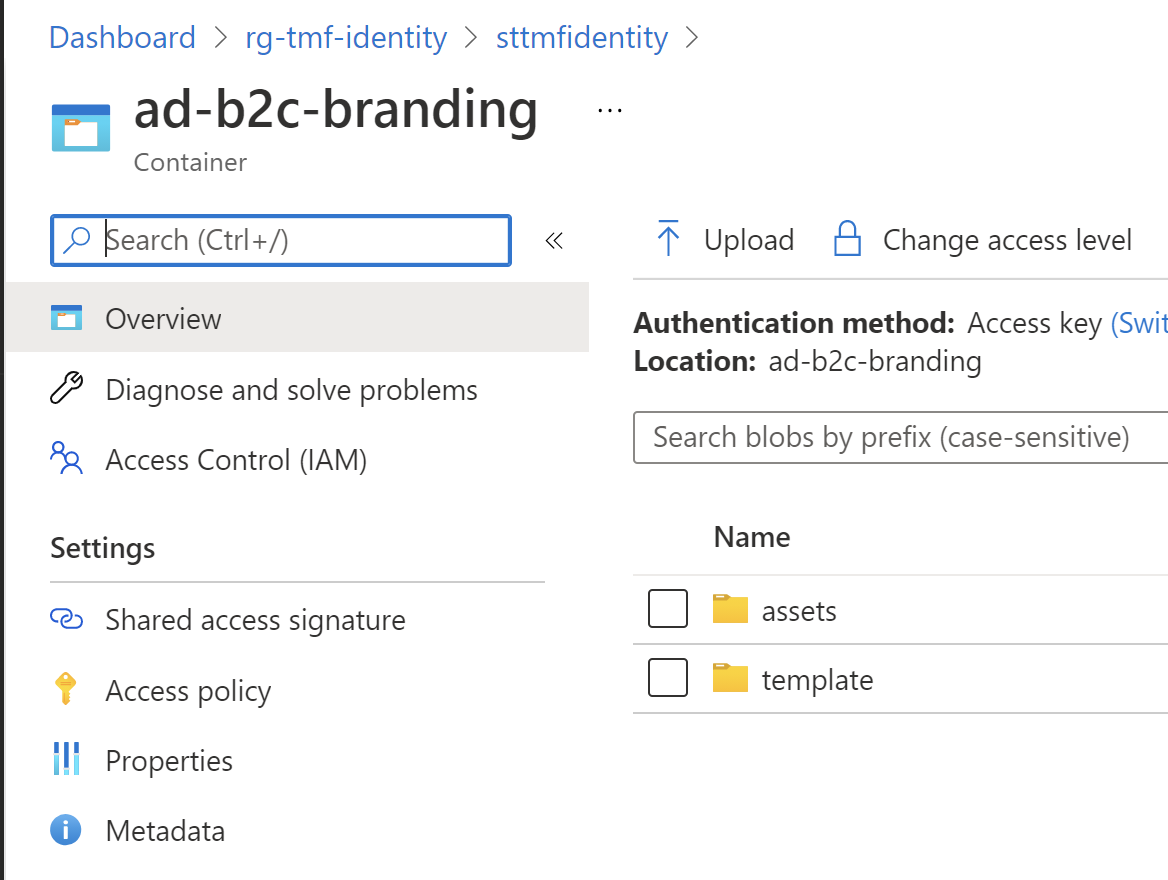 Dashboard > rg-tmf-identity > sttmfidentity >
ad-b2c-branding ...
Container
Search (Ctrl+/) «
Overview
Diagnose and solve problems
Access Control (IAM)
Settings
Shared access signature
Access policy
Properties
Metadata
Upload Change access level
Authentication method: Access key (Swit
Location: ad-b2c-branding
Search blobs by prefix (case-sensitive)
Name
assets
template